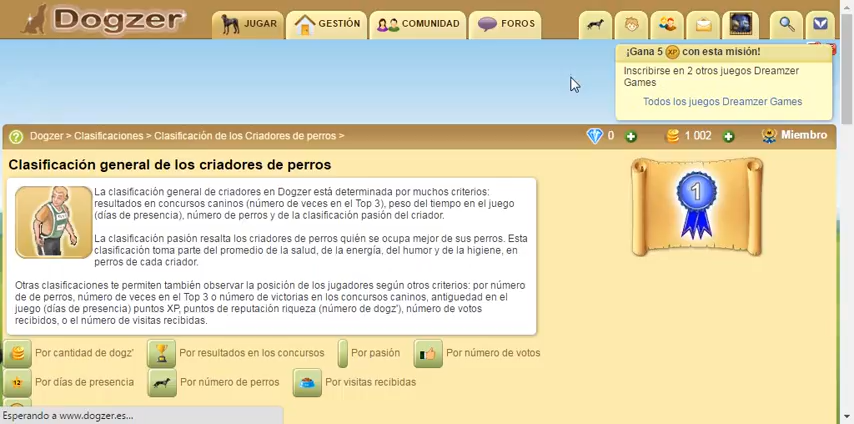 Dogzer
JUGAR
GESTIÓN
COMUNIDAD
FOROS
¡Gana 5 XP con esta misión!
Inscribirse en 2 otros juegos Dreamzer
Games
Todos los juegos Dreamzer Games
Dogzer > Clasificaciones > Clasificación de los Criadores de perros >
0
1 002
Miembro
Clasificación general de los criadores de perros
La clasificación general de criadores en Dogzer está determinada por muchos criterios:
resultados en concursos caninos (número de veces en el Top 3), peso del tiempo en el juego
(días de presencia), número de perros y de la clasificación pasión del criador.
La clasificación pasión resalta los criadores de perros quién se ocupa mejor de sus perros. Esta
clasificación toma parte del promedio de la salud, de la energía, del humor y de la higiene, en
perros de cada criador.
Otras clasificaciones te permiten también observar la posición de los jugadores según otros criterios: por número
de de perros, número de veces en el Top 3 o número de victorias en los concursos caninos, antiguedad en el
juego (días de presencia) puntos XP, puntos de reputación riqueza (número de dogz'), número de votos
recibidos, o el número de visitas recibidas.
1
Por cantidad de dogz'
Por resultados en los concursos
Por pasión
Por número de votos
12
Por días de presencia
Por número de perros
Por visitas recibidas
Esperando a www.dogzer.es...